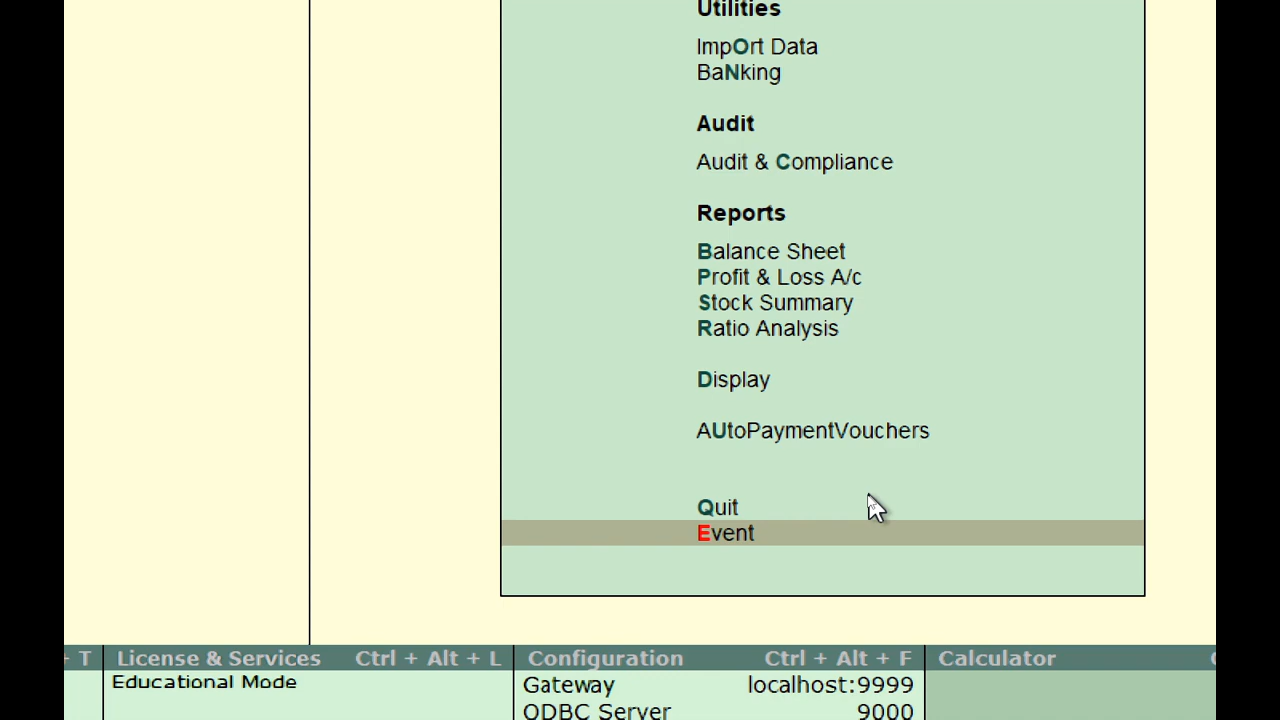 Utilities
ImpOrt Data
BaNking
Audit
Audit & Compliance
Reports
Balance Sheet
Profit & Loss A/c
Stock Summary
Ratio Analysis
Display
AUtoPaymentVouchers
Quit
Event
+ T License & Services Ctrl + Alt + L Configuration Ctrl + Alt + F Calculator
Educational Mode Gateway localhost:9999
ODBC Server 9000